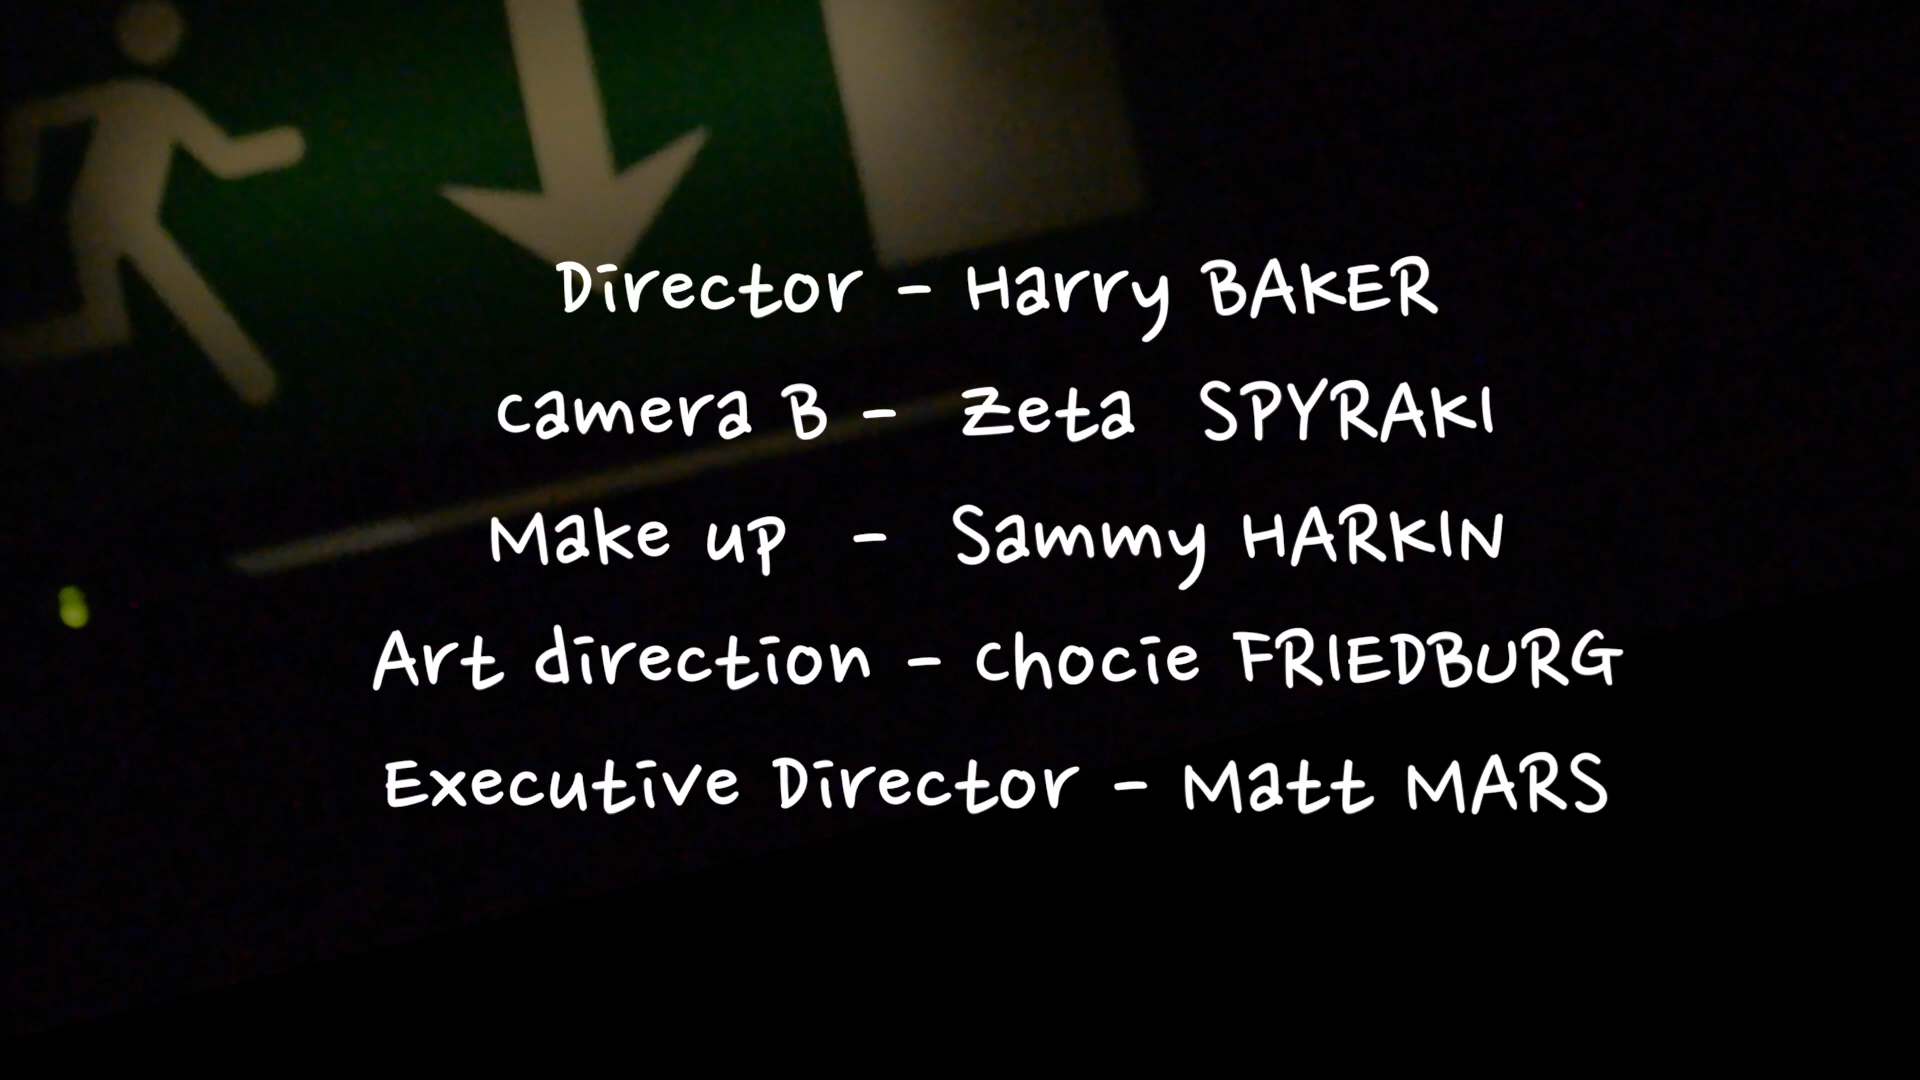 Director - Harry BAKER
Camera B - Zeta SPYRAKI
Make up - Sammy HARKIN
Art direction - Chocie FRIEDBURG
Executive Director - Matt MARS